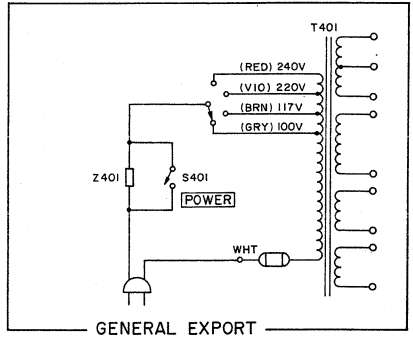 T401
(RED) 240V
(VIO) 220V
(BRN) 117V
(GRY) 100V
Z401
S401
POWER
WHT
GENERAL EXPORT